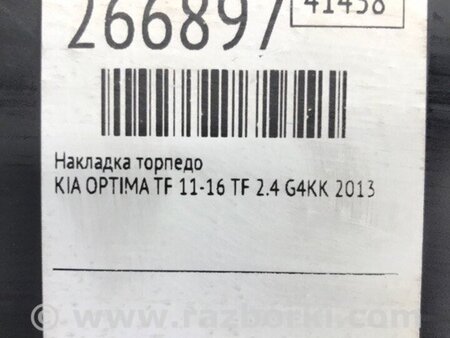 266897
41458
Накладка торпедо
KIA OPTIMA TF 11-16 TF 2.4 G4KK 2013
© www.razborki.com